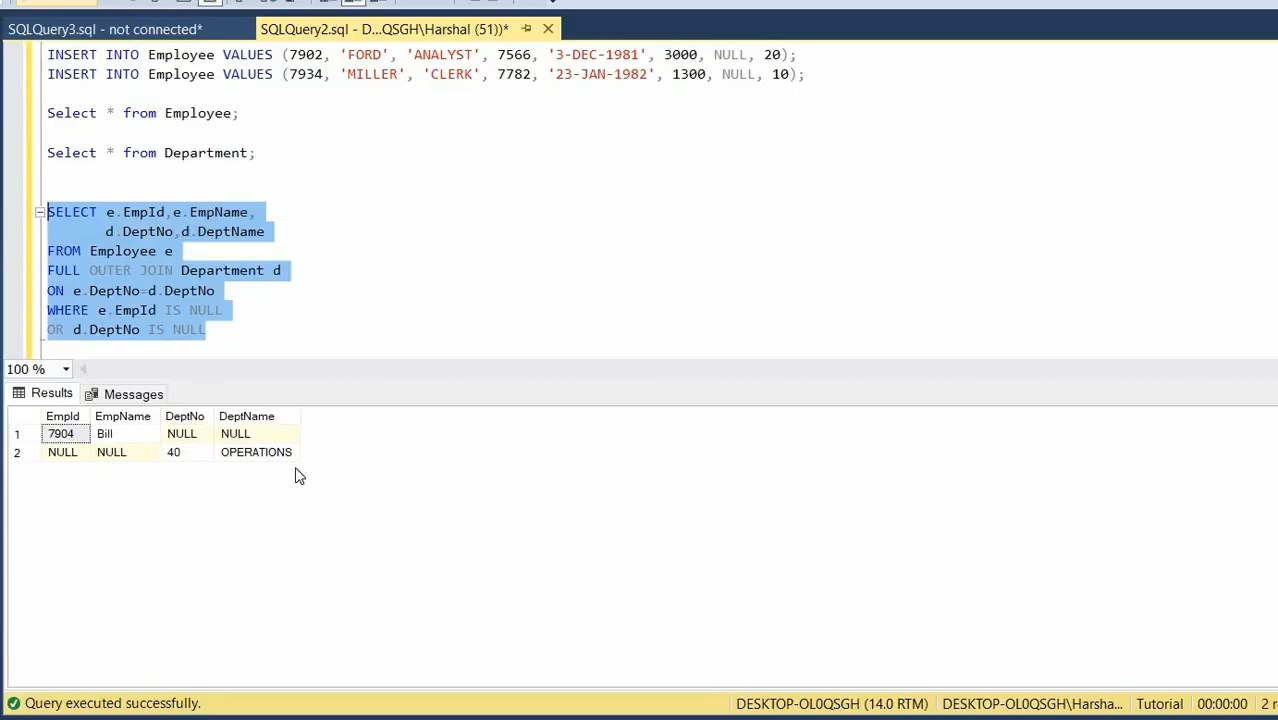 SQLQuery3.sql - not connected* SQLQuery2.sql - D...QSGH\Harshal (51))*
INSERT INTO Employee VALUES (7902, 'FORD', 'ANALYST', 7566, '3-DEC-1981', 3000, NULL, 20);
INSERT INTO Employee VALUES (7934, 'MILLER', 'CLERK', 7782, '23-JAN-1982', 1300, NULL, 10);
Select * from Employee;
Select * from Department;
SELECT e.EmpId,e.EmpName,
d.DeptNo,d.DeptName
FROM Employee e
FULL OUTER JOIN Department d
ON e.DeptNo=d.DeptNo
WHERE e.EmpId IS NULL
OR d.DeptNo IS NULL
100 %
Results Messages
EmpId EmpName DeptNo DeptName
1 7904 Bill NULL NULL
2 NULL NULL 40 OPERATIONS
Query executed successfully. DESKTOP-OL0QSGH (14.0 RTM) DESKTOP-OL0QSGH\Harsha... Tutorial 00:00:00 2 r